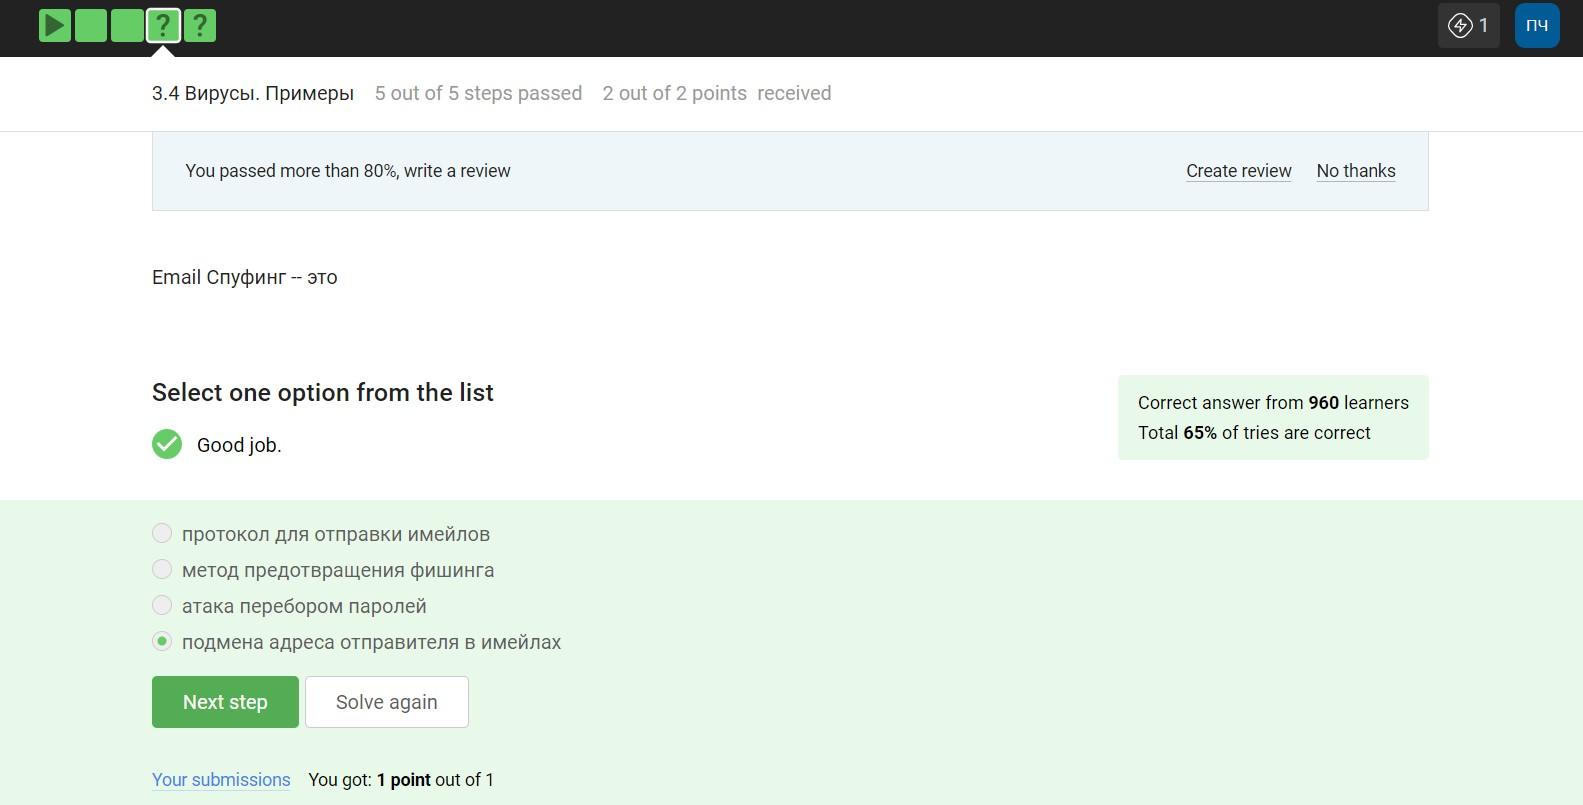 ? ?
1
ПЧ
3.4 Вирусы. Примеры 5 out of 5 steps passed 2 out of 2 points received
You passed more than 80%, write a review Create review No thanks
Email Спуфинг -- это
Select one option from the list
Good job.
Correct answer from 960 learners
Total 65% of tries are correct
протокол для отправки имейлов
метод предотвращения фишинга
атака перебором паролей
подмена адреса отправителя в имейлах
Next step Solve again
Your submissions You got: 1 point out of 1